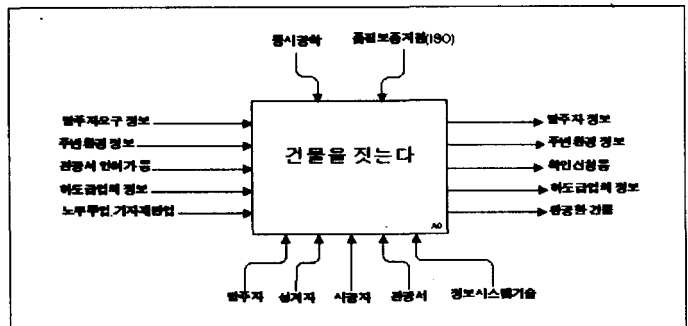 동시공학
품질보증지침(ISO)
발주자요구 정보
주변환경 정보
관공서 인허가 등
하도급업체 정보
노무투입, 기자재반입
건물을 짓는다
A0
발주자 정보
주변환경 정보
확인신청등
하도급업체 정보
완공된 건물
발주자
설계자
시공자
관공서
정보시스템기술